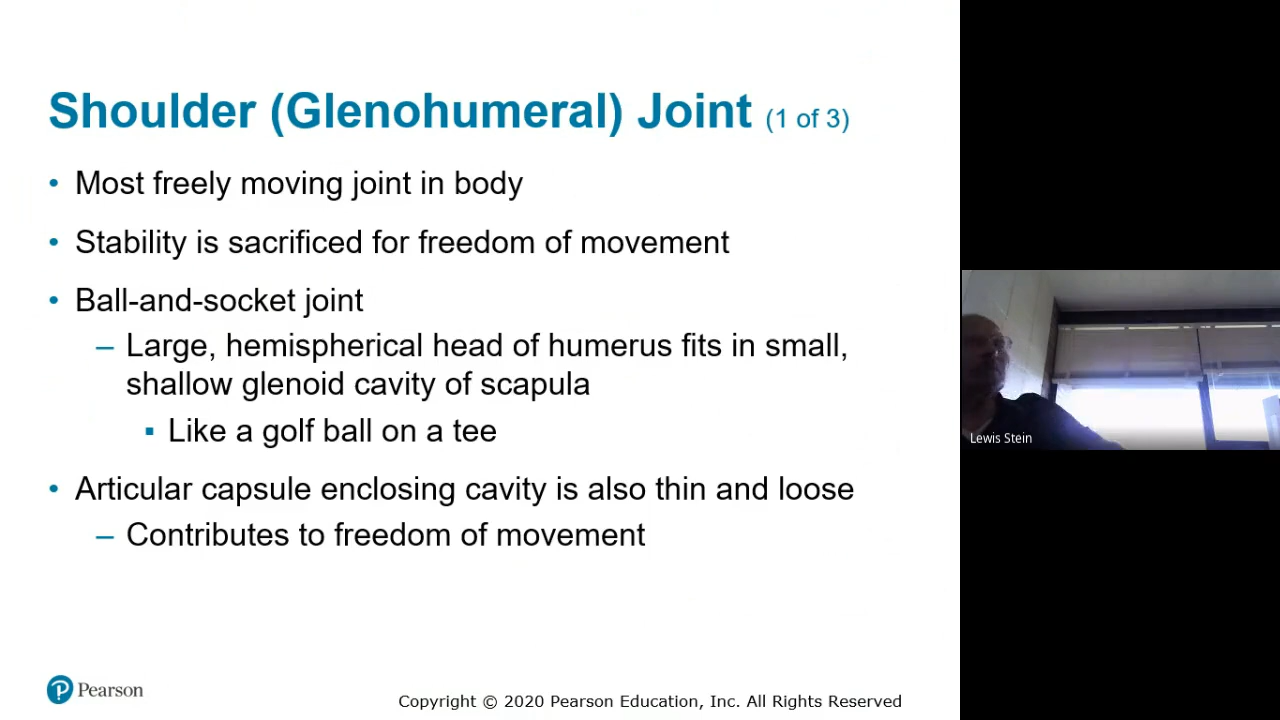 Shoulder (Glenohumeral) Joint (1 of 3)
• Most freely moving joint in body
• Stability is sacrificed for freedom of movement
• Ball-and-socket joint
– Large, hemispherical head of humerus fits in small,
shallow glenoid cavity of scapula
▪ Like a golf ball on a tee
• Articular capsule enclosing cavity is also thin and loose
– Contributes to freedom of movement
Lewis Stein
Pearson
Copyright © 2020 Pearson Education, Inc. All Rights Reserved